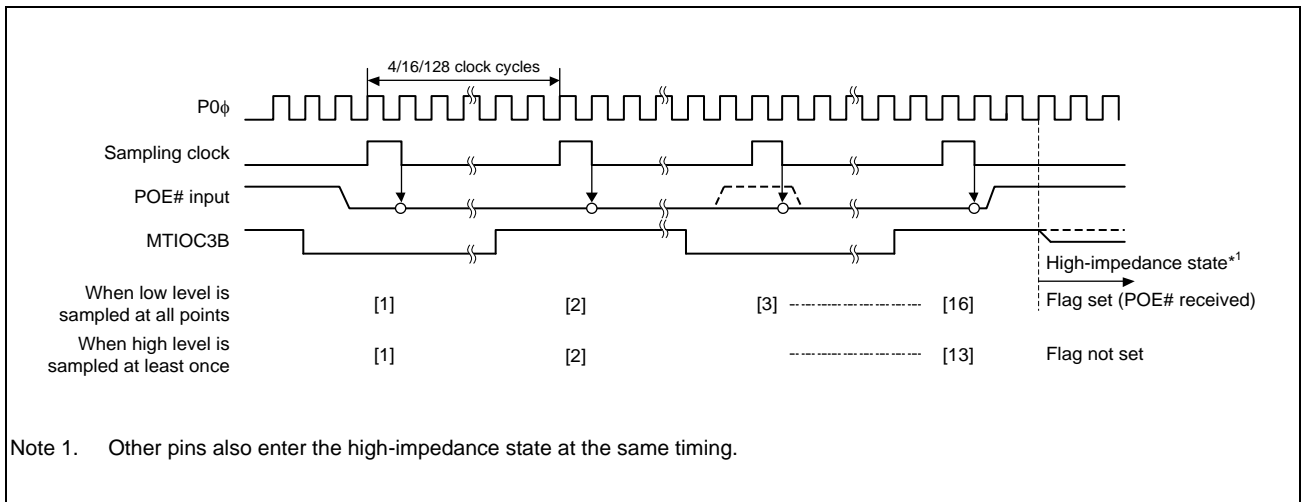 4/16/128 clock cycles
P0ϕ
Sampling clock
POE# input
MTIOC3B
High-impedance state*1
When low level is
sampled at all points
[1] [2] [3] [16] Flag set (POE# received)
When high level is
sampled at least once
[1] [2] [13] Flag not set
Note 1. Other pins also enter the high-impedance state at the same timing.